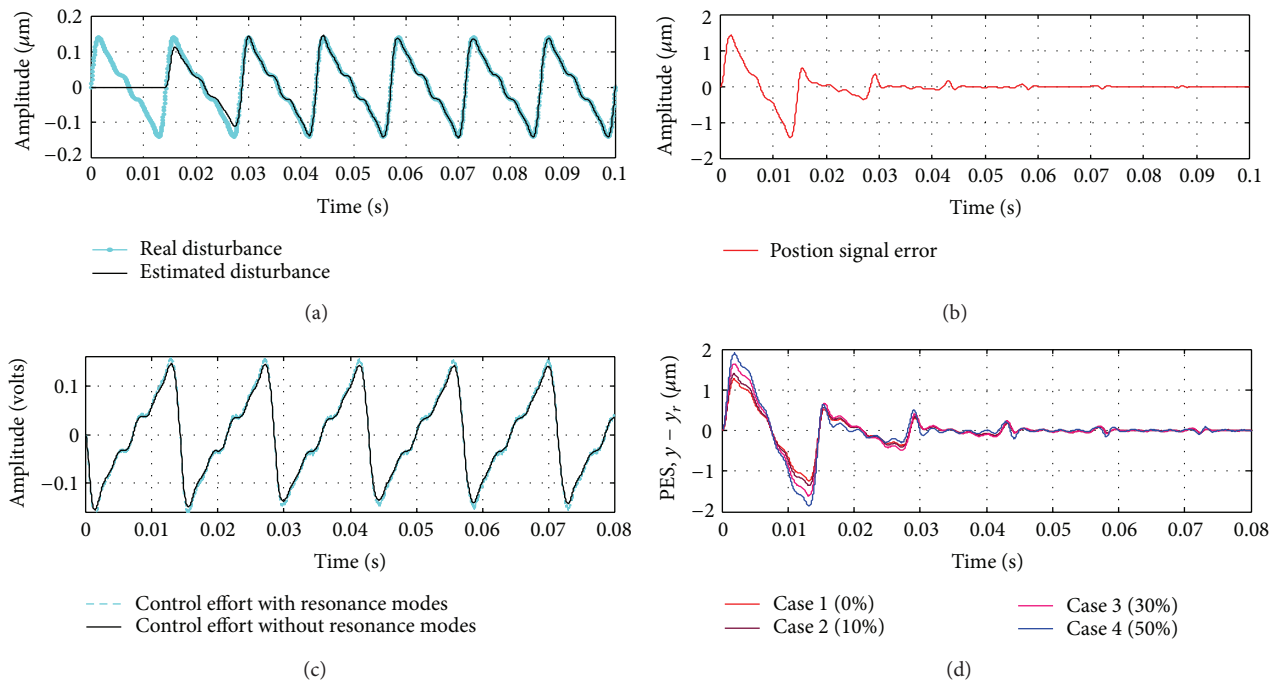 0.2
0.1
0
−0.1
−0.2
Amplitude (μm)
0 0.01 0.02 0.03 0.04 0.05 0.06 0.07 0.08 0.09 0.1
Time (s)
Real disturbance
Estimated disturbance
(a)
2
1
0
−1
−2
Amplitude (μm)
0 0.01 0.02 0.03 0.04 0.05 0.06 0.07 0.08 0.09 0.1
Time (s)
Postion signal error
(b)
0.1
0
−0.1
Amplitude (volts)
0 0.01 0.02 0.03 0.04 0.05 0.06 0.07 0.08
Time (s)
Control effort with resonance modes
Control effort without resonance modes
(c)
2
1
0
−1
−2
PES, y − yᵣ (μm)
0 0.01 0.02 0.03 0.04 0.05 0.06 0.07 0.08
Time (s)
Case 1 (0%)
Case 2 (10%)
Case 3 (30%)
Case 4 (50%)
(d)